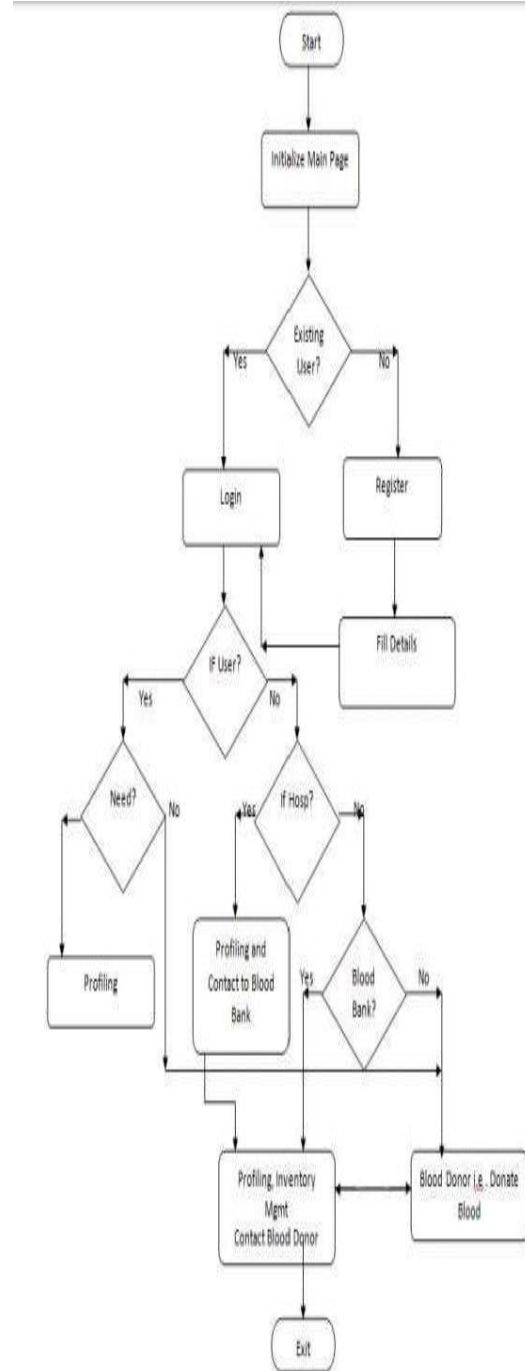 Start
Initialize Main Page
Existing
User?
Yes
No
Login
Register
Fill Details
IF User?
Yes
No
Need?
No
If Hosp?
Yes
No
Profiling
Profiling and
Contact to Blood
Bank
Blood
Bank?
Yes
No
Profiling, Inventory
Mgmt
Contact Blood Donor
Blood Donor i.e. Donate
Blood
Exit